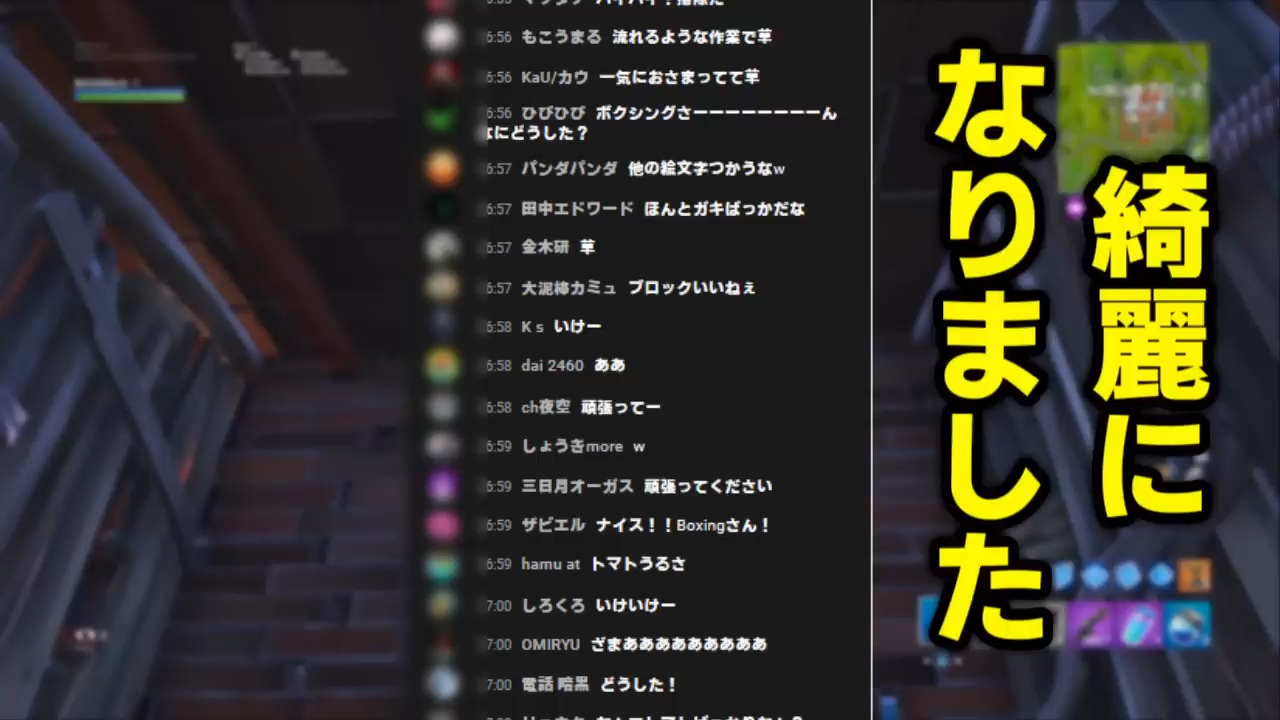 6:56 もこうまる 流れるような作業で草
6:56 KaU/カウ 一気におさまってて草
6:56 ひびひび ボクシングさーーーーーーーーん
にどうした？
6:57 パンダパンダ 他の絵文字つかうなw
6:57 田中エドワード ほんとガキばっかだな
6:57 金木研 草
6:57 大泥棒カミュ ブロックいいねぇ
6:58 K s いけー
6:58 dai 2460 ああ
6:58 ch夜空 頑張ってー
6:59 しょうぎmore w
6:59 三日月オーガス 頑張ってください
6:59 ザビエル ナイス！！Boxingさん！
6:59 hamu at トマトうるさ
7:00 しろくろ いけいけー
7:00 OMIRYU ざまあああああああああ
7:00 電話 暗黒 どうした！
綺麗に
なりました